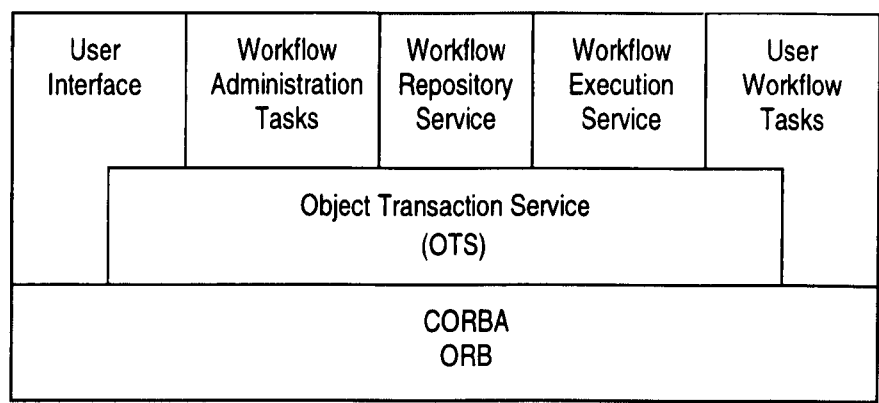 User
Interface
Workflow
Administration
Tasks
Workflow
Repository
Service
Workflow
Execution
Service
User
Workflow
Tasks
Object Transaction Service
(OTS)
CORBA
ORB